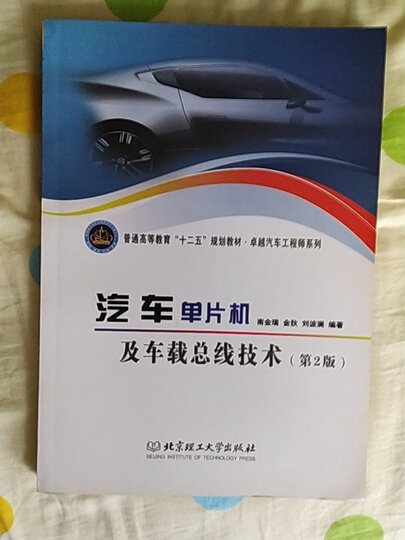 普通高等教育“十二五”规划教材·卓越汽车工程师系列
汽车单片机 南金瑞 金狄 刘波澜 编著
及车载总线技术（第2版）
北京理工大学出版社
BEIJING INSTITUTE OF TECHNOLOGY PRESS